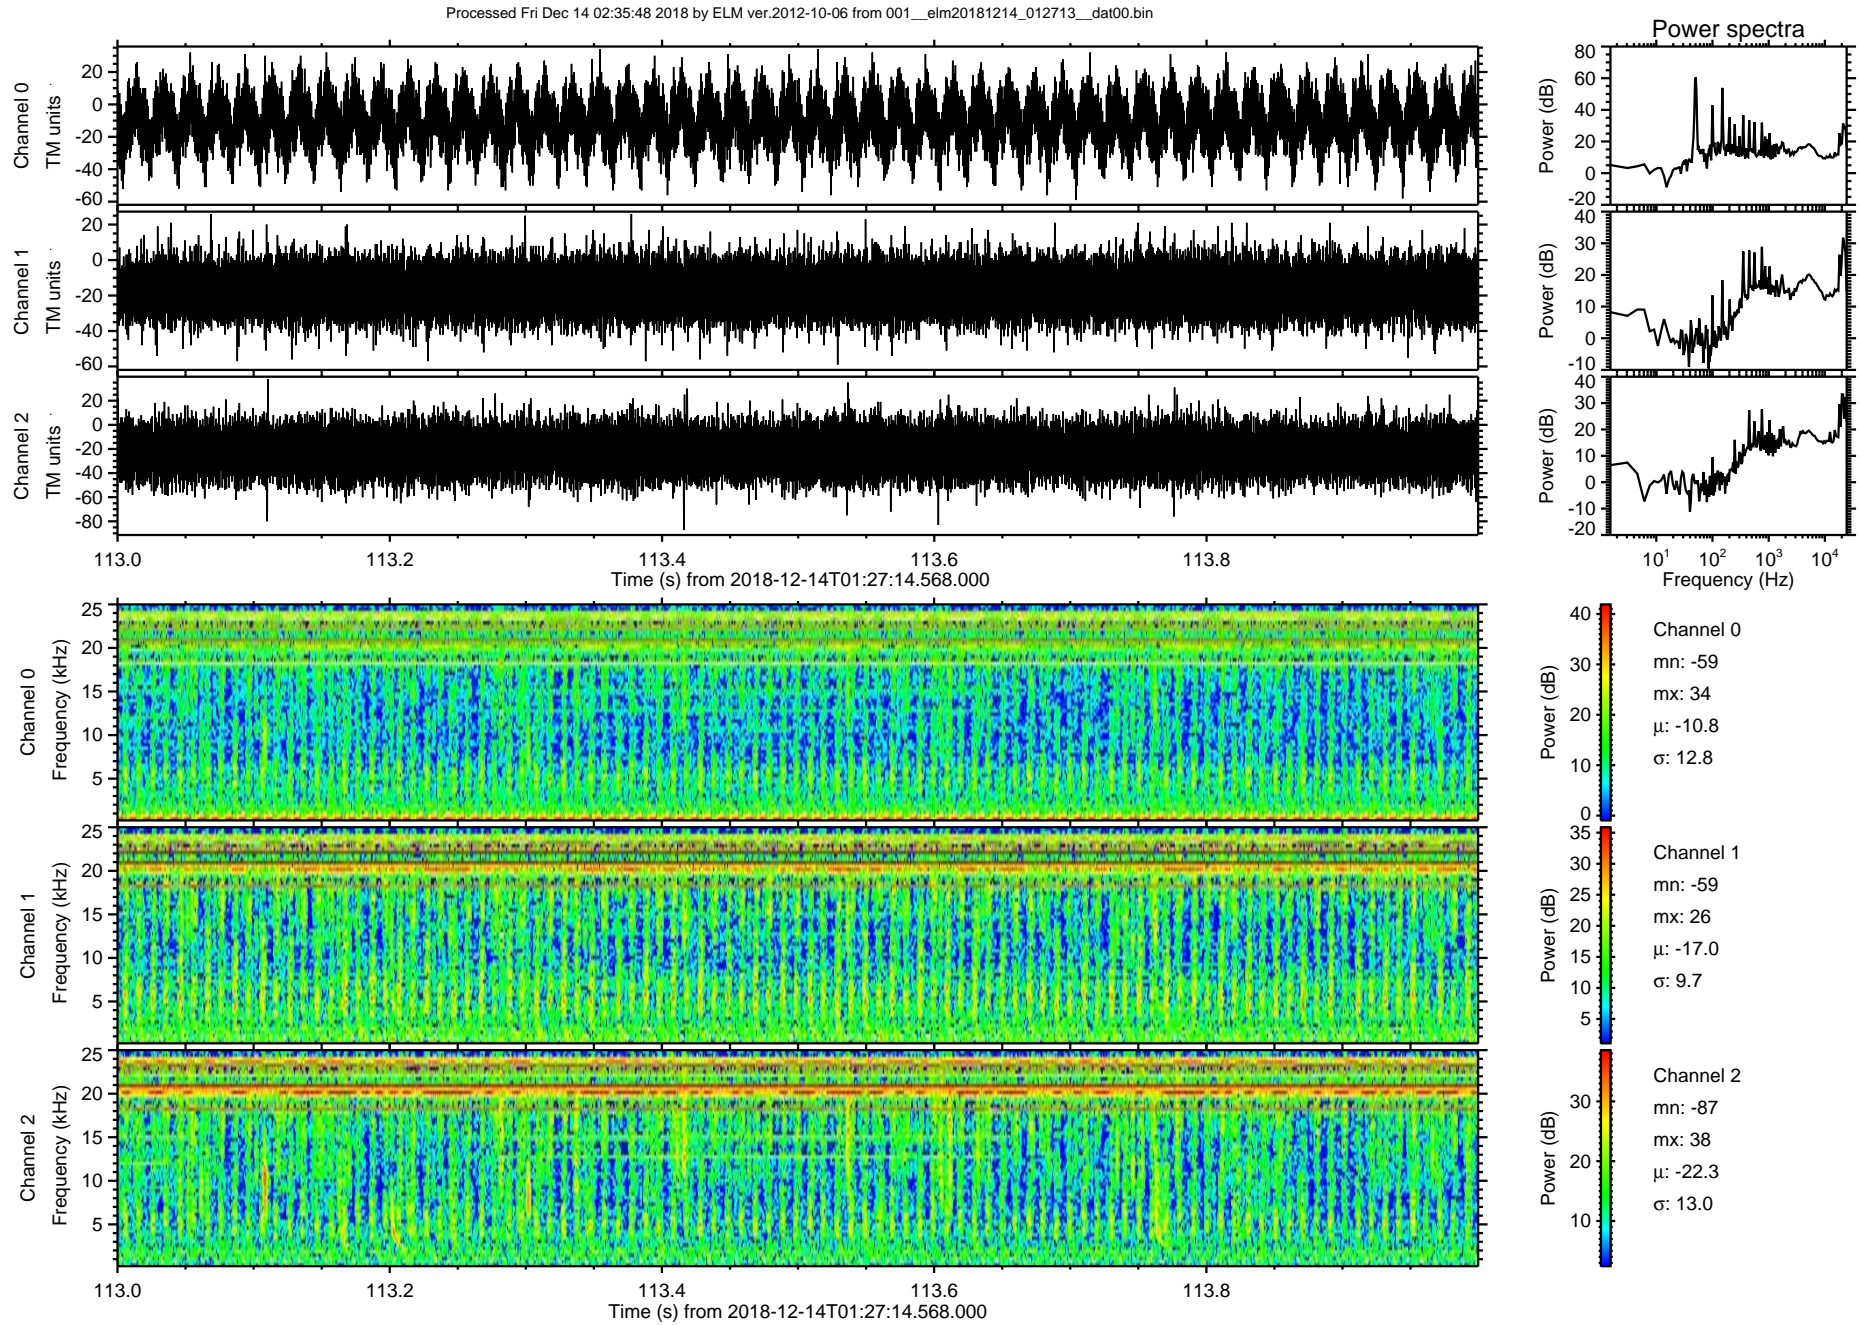 Processed Fri Dec 14 02:35:48 2018 by ELM ver.2012-10-06 from 001__elm20181214_012713__dat00.bin
Power spectra
Channel 0
TM units
20
0
-20
-40
-60
Power (dB)
80
60
40
20
0
-20
Channel 1
TM units
20
0
-20
-40
-60
Power (dB)
40
30
20
10
0
-10
Channel 2
TM units
20
0
-20
-40
-60
-80
Power (dB)
40
30
20
10
0
-10
-20
113.0 113.2 113.4 113.6 113.8
Time (s) from 2018-12-14T01:27:14.568.000
10¹ 10² 10³ 10⁴
Frequency (Hz)
Channel 0
Frequency (kHz)
25
20
15
10
5
Power (dB)
40
30
20
10
0
Channel 0
mn: -59
mx: 34
μ: -10.8
σ: 12.8
Channel 1
Frequency (kHz)
25
20
15
10
5
Power (dB)
35
30
25
20
15
10
5
Channel 1
mn: -59
mx: 26
μ: -17.0
σ: 9.7
Channel 2
Frequency (kHz)
25
20
15
10
5
Power (dB)
30
20
10
Channel 2
mn: -87
mx: 38
μ: -22.3
σ: 13.0
113.0 113.2 113.4 113.6 113.8
Time (s) from 2018-12-14T01:27:14.568.000